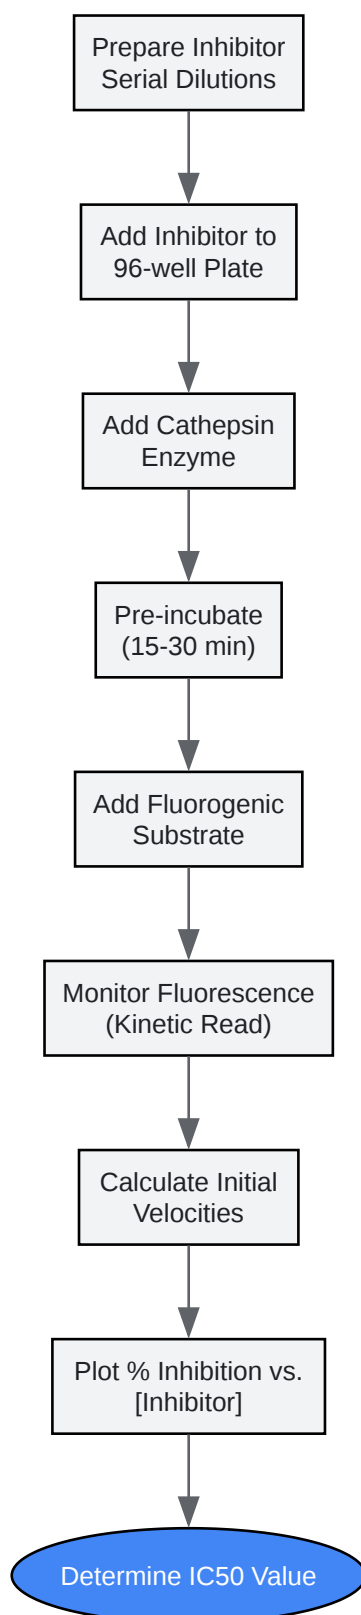 Prepare Inhibitor
Serial Dilutions
Add Inhibitor to
96-well Plate
Add Cathepsin
Enzyme
Pre-incubate
(15-30 min)
Add Fluorogenic
Substrate
Monitor Fluorescence
(Kinetic Read)
Calculate Initial
Velocities
Plot % Inhibition vs.
[Inhibitor]
Determine IC50 Value